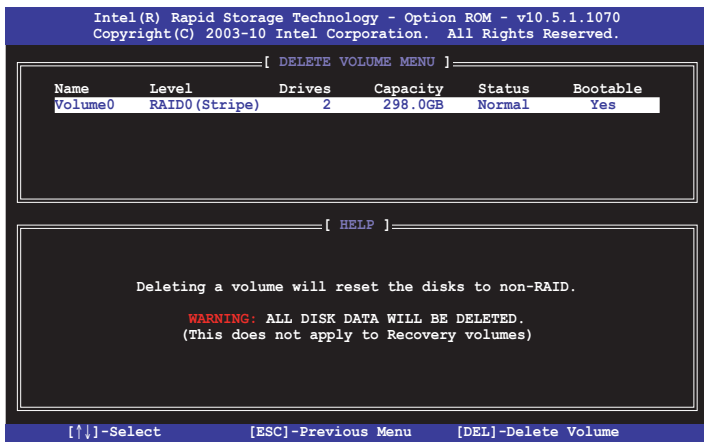 Intel(R) Rapid Storage Technology - Option ROM - v10.5.1.1070
Copyright(C) 2003-10 Intel Corporation. All Rights Reserved.
[ DELETE VOLUME MENU ]
Name Level Drives Capacity Status Bootable
Volume0 RAID0(Stripe) 2 298.0GB Normal Yes
[ HELP ]
Deleting a volume will reset the disks to non-RAID.
WARNING: ALL DISK DATA WILL BE DELETED.
(This does not apply to Recovery volumes)
[↑↓]-Select [ESC]-Previous Menu [DEL]-Delete Volume